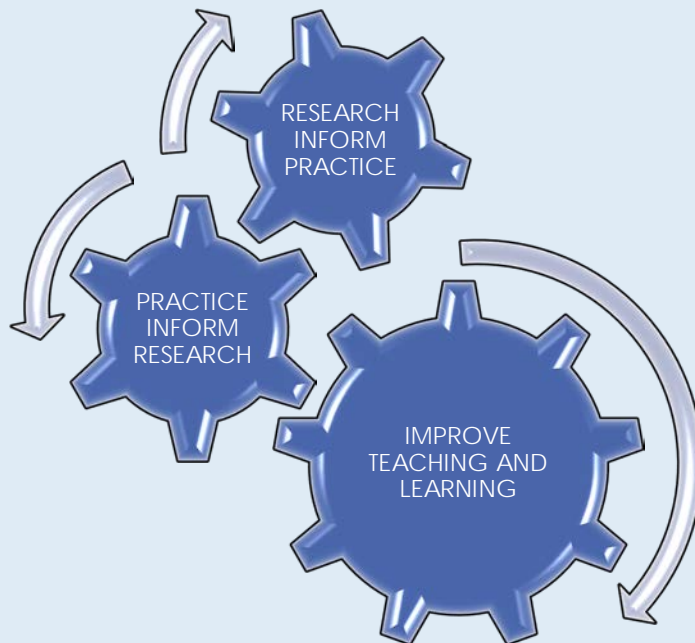 RESEARCH
INFORM
PRACTICE
PRACTICE
INFORM
RESEARCH
IMPROVE
TEACHING AND
LEARNING